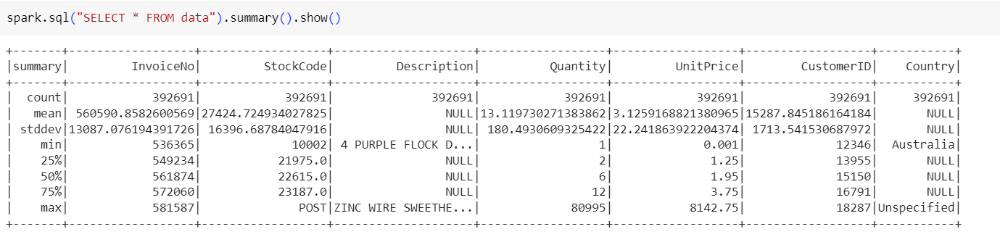 spark.sql("SELECT * FROM data").summary().show()
+-------+------------------+------------------+--------------------+-----------------+------------------+-----------------+-----------+
|summary|         InvoiceNo|         StockCode|         Description|         Quantity|         UnitPrice|       CustomerID|    Country|
+-------+------------------+------------------+--------------------+-----------------+------------------+-----------------+-----------+
|  count|            392691|            392691|              392691|           392691|            392691|           392691|     392691|
|   mean| 560590.8582600569|27424.724934027825|                NULL|13.119730271383862|3.1259168821380965|15287.845186164184|       NULL|
| stddev|13087.076194391726| 16396.68784047916|                NULL| 180.4930609325422|22.241863922204374| 1713.541530687972|       NULL|
|    min|            536365|             10002| 4 PURPLE FLOCK D...|                1|             0.001|            12346|  Australia|
|    25%|            549234|           21975.0|                NULL|                2|              1.25|            13955|       NULL|
|    50%|            561874|           22615.0|                NULL|                6|              1.95|            15150|       NULL|
|    75%|            572060|           23187.0|                NULL|               12|              3.75|            16791|       NULL|
|    max|            581587|              POST|ZINC WIRE SWEETHE...|            80995|           8142.75|            18287|Unspecified|
+-------+------------------+------------------+--------------------+-----------------+------------------+-----------------+-----------+